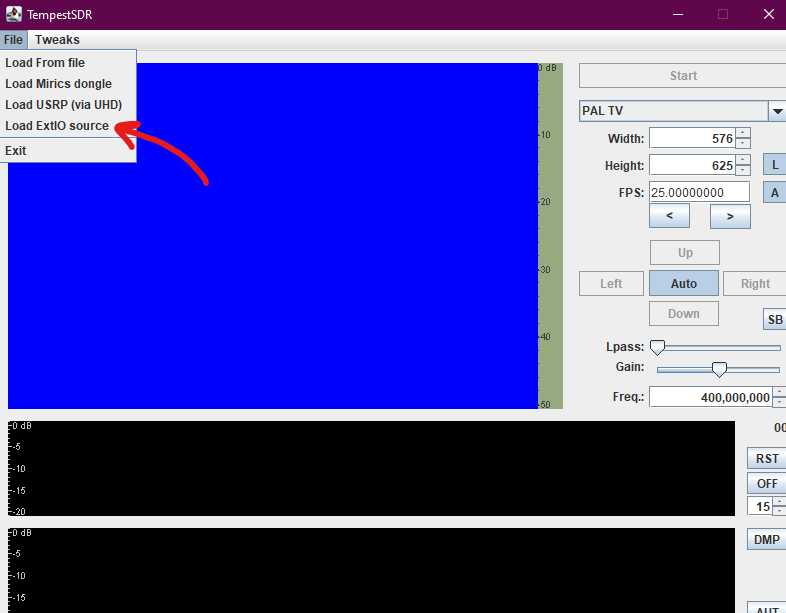 TempestSDR
File Tweaks
Load From file
Load Mirics dongle
Load USRP (via UHD)
Load ExtIO source
Exit
0 dB
-10
-20
-30
-40
-50
Start
PAL TV
Width: 576
Height: 625 L
FPS: 25.00000000 A
< >
Up
Left Auto Right
Down
SB
Lpass:
Gain:
Freq.: 400,000,000
0 dB
-5
-10
-15
-20
00
RST
OFF
15
0 dB
-5
-10
-15
DMP
AUT